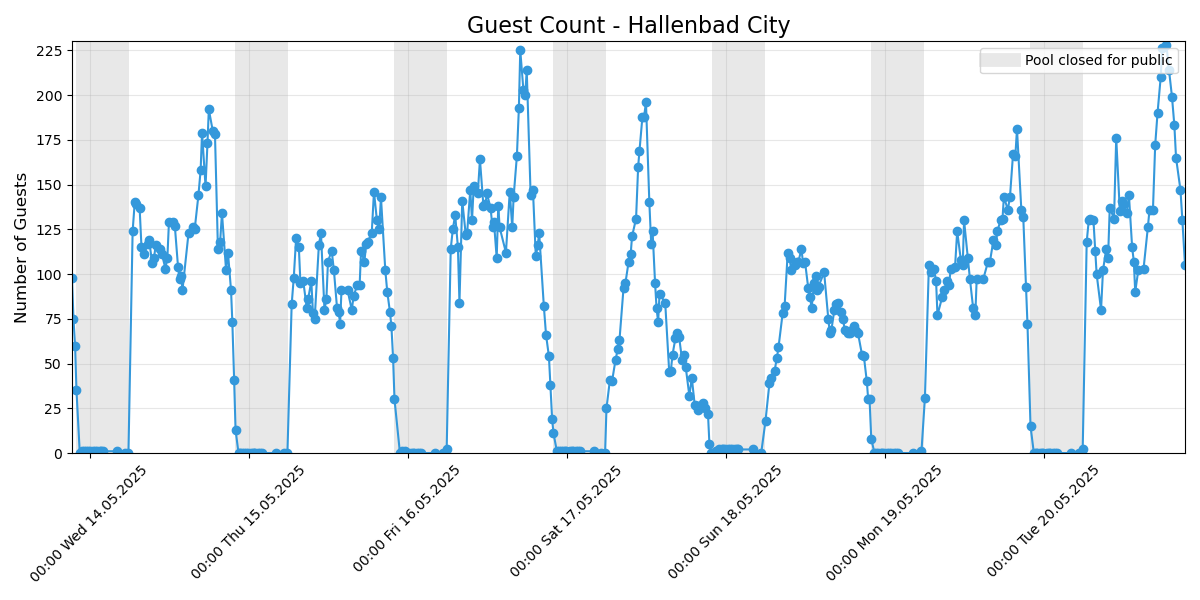 Guest Count - Hallenbad City
Pool closed for public
Number of Guests
225
200
175
150
125
100
75
50
25
0
00:00 Wed 14.05.2025
00:00 Thu 15.05.2025
00:00 Fri 16.05.2025
00:00 Sat 17.05.2025
00:00 Sun 18.05.2025
00:00 Mon 19.05.2025
00:00 Tue 20.05.2025